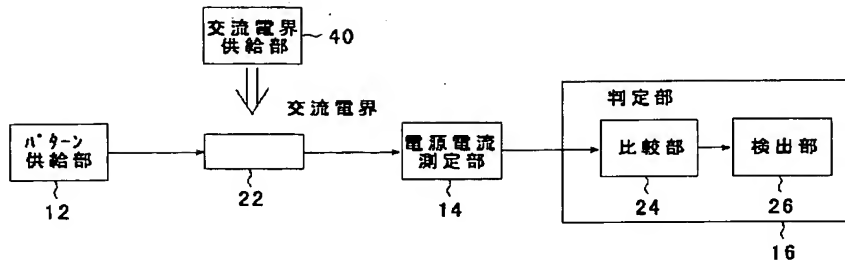 交流電界
供給部
40
交流電界
判定部
パターン
供給部
電源電流
測定部
比較部
検出部
12
22
14
24
26
16